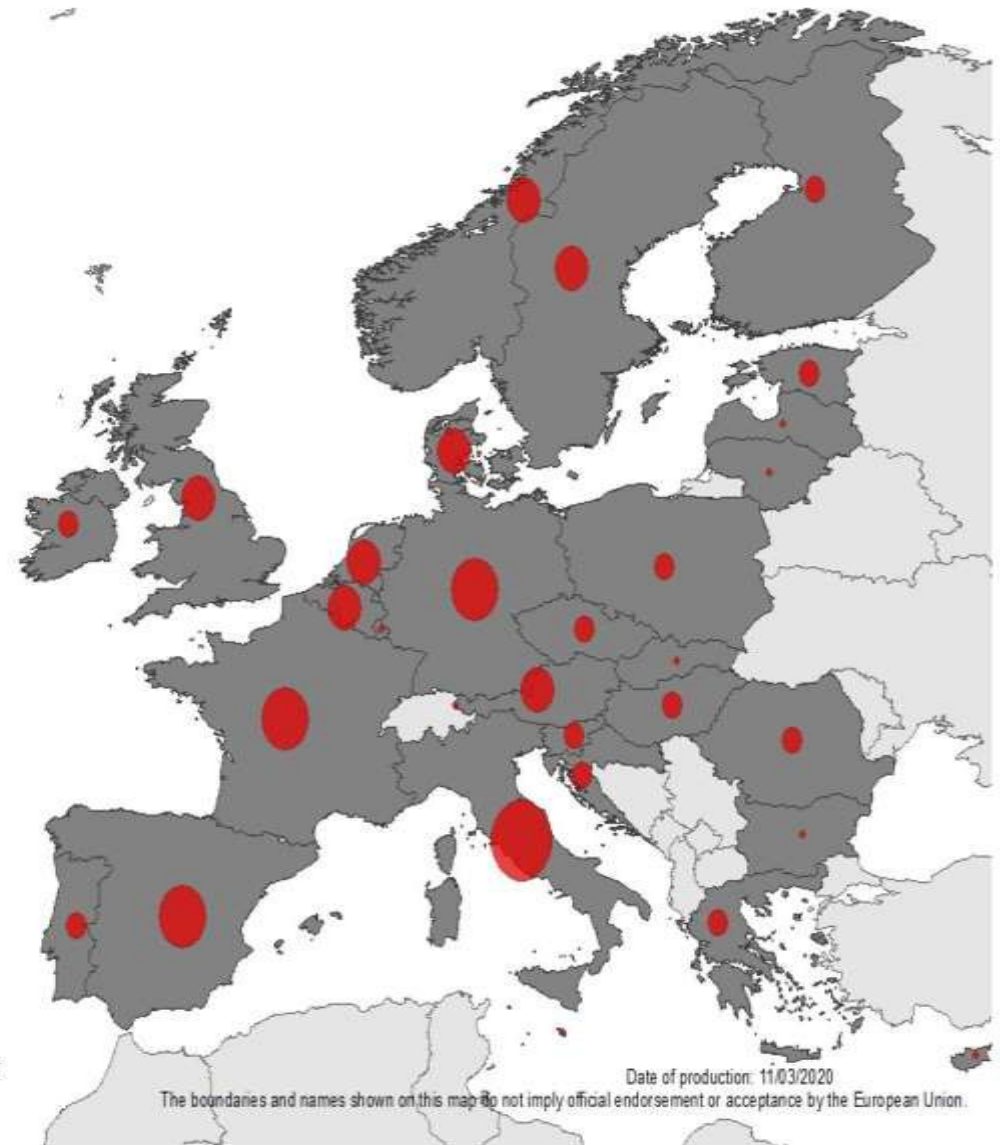 Date of production: 11/03/2020
The boundaries and names shown on this map do not imply official endorsement or acceptance by the European Union.